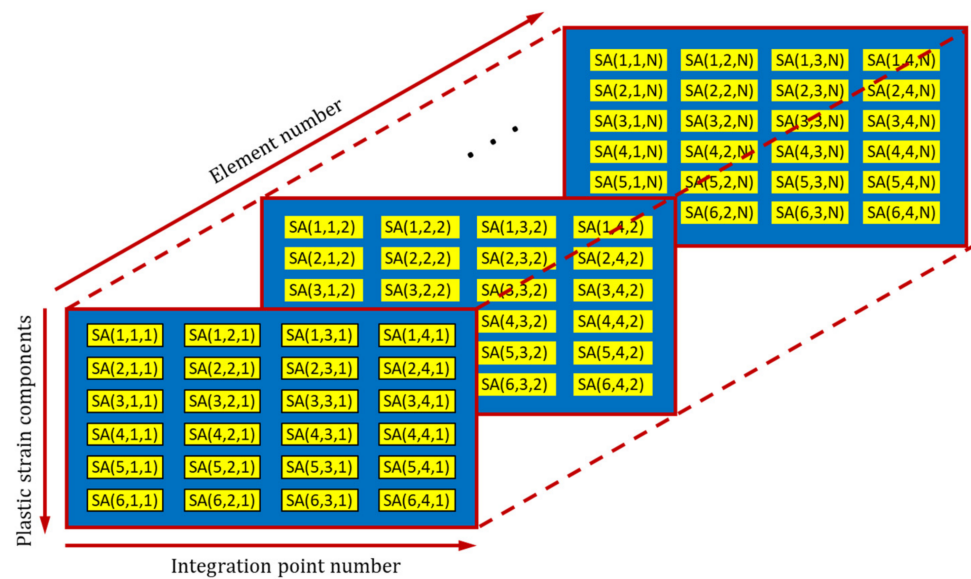 Element number
SA(1,1,N) SA(1,2,N) SA(1,3,N) SA(1,4,N)
SA(2,1,N) SA(2,2,N) SA(2,3,N) SA(2,4,N)
SA(3,1,N) SA(3,2,N) SA(3,3,N) SA(3,4,N)
SA(4,1,N) SA(4,2,N) SA(4,3,N) SA(4,4,N)
SA(5,1,N) SA(5,2,N) SA(5,3,N) SA(5,4,N)
SA(6,2,N) SA(6,3,N) SA(6,4,N)
. . .
SA(1,1,2) SA(1,2,2) SA(1,3,2) SA(1,4,2)
SA(2,1,2) SA(2,2,2) SA(2,3,2) SA(2,4,2)
SA(3,1,2) SA(3,2,2) SA(3,3,2) SA(3,4,2)
SA(4,3,2) SA(4,4,2)
SA(5,3,2) SA(5,4,2)
SA(6,3,2) SA(6,4,2)
Plastic strain components
SA(1,1,1) SA(1,2,1) SA(1,3,1) SA(1,4,1)
SA(2,1,1) SA(2,2,1) SA(2,3,1) SA(2,4,1)
SA(3,1,1) SA(3,2,1) SA(3,3,1) SA(3,4,1)
SA(4,1,1) SA(4,2,1) SA(4,3,1) SA(4,4,1)
SA(5,1,1) SA(5,2,1) SA(5,3,1) SA(5,4,1)
SA(6,1,1) SA(6,2,1) SA(6,3,1) SA(6,4,1)
Integration point number